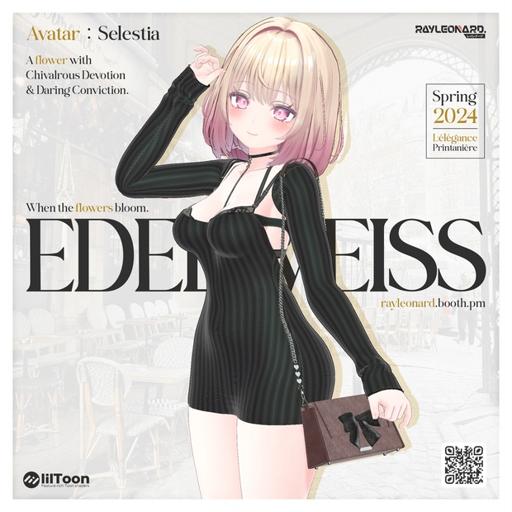 Avatar : Selestia
RAYLEONARD.
A flower with
Chivalrous Devotion
& Daring Conviction.
Spring
2024
L'élégance
Printanière
When the flowers bloom.
EDELWEISS
rayleonard.booth.pm
lilToon